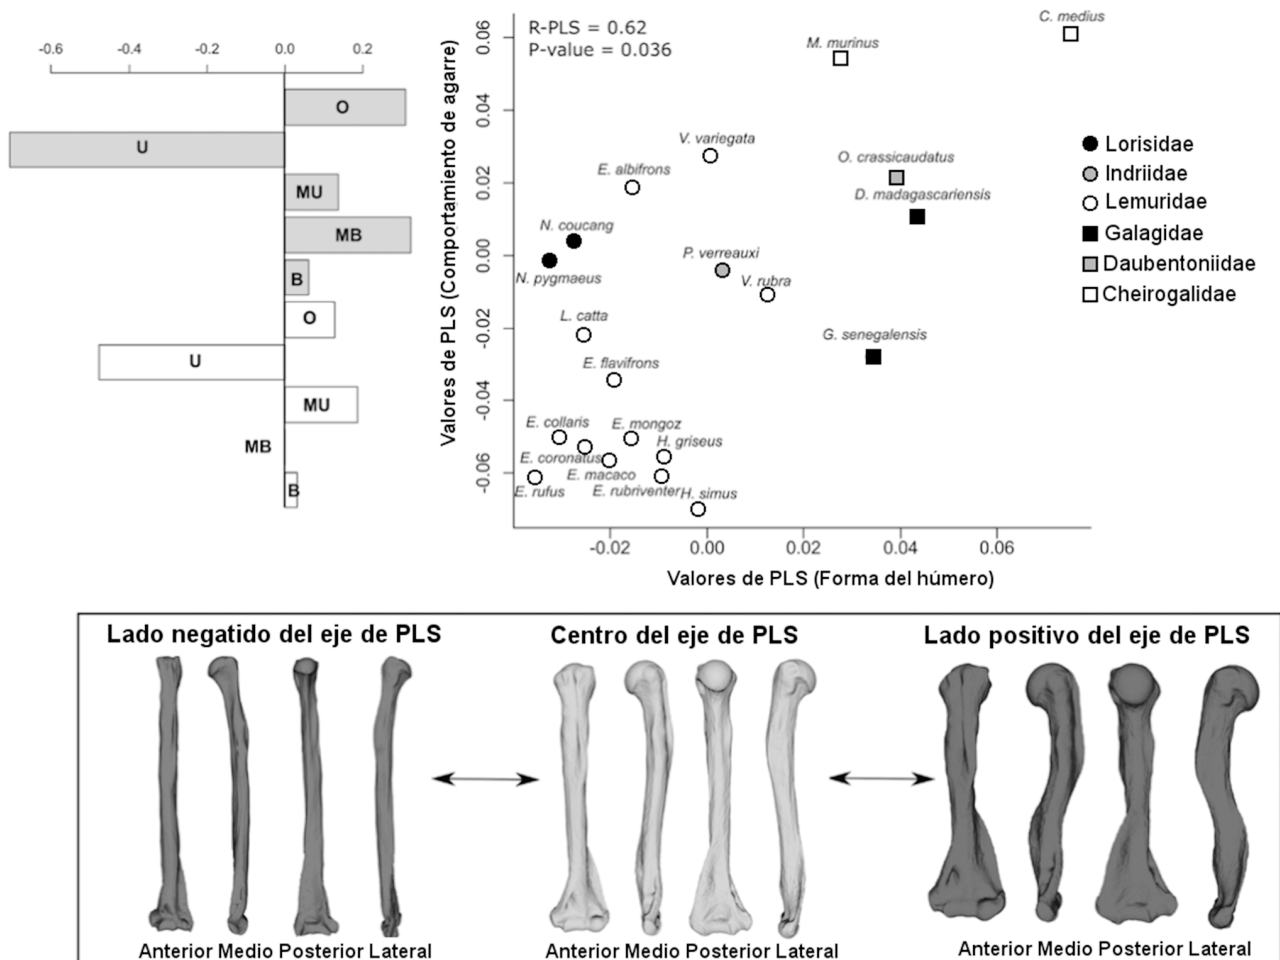 -0.6 -0.4 -0.2 0.0 0.2
O
U
MU
MB
B
O
U
MU
MB
B
Valores de PLS (Comportamiento de agarre)
0.06
0.04
0.02
0.00
-0.02
-0.04
-0.06
R-PLS = 0.62
P-value = 0.036
C. medius
M. murinus
V. variegata
O. crassicaudatus
E. albifrons
D. madagascariensis
N. coucang
P. verreauxi
N. pygmaeus
V. rubra
L. catta
G. senegalensis
E. flavifrons
E. collaris
E. mongoz
H. griseus
E. coronatus
E. macaco
E. rufus
E. rubriventer
H. simus
-0.02 0.00 0.02 0.04 0.06
Valores de PLS (Forma del húmero)
Lorisidae
Indriidae
Lemuridae
Galagidae
Daubentoniidae
Cheirogalidae
Lado negatido del eje de PLS
Centro del eje de PLS
Lado positivo del eje de PLS
Anterior Medio Posterior Lateral
Anterior Medio Posterior Lateral
Anterior Medio Posterior Lateral